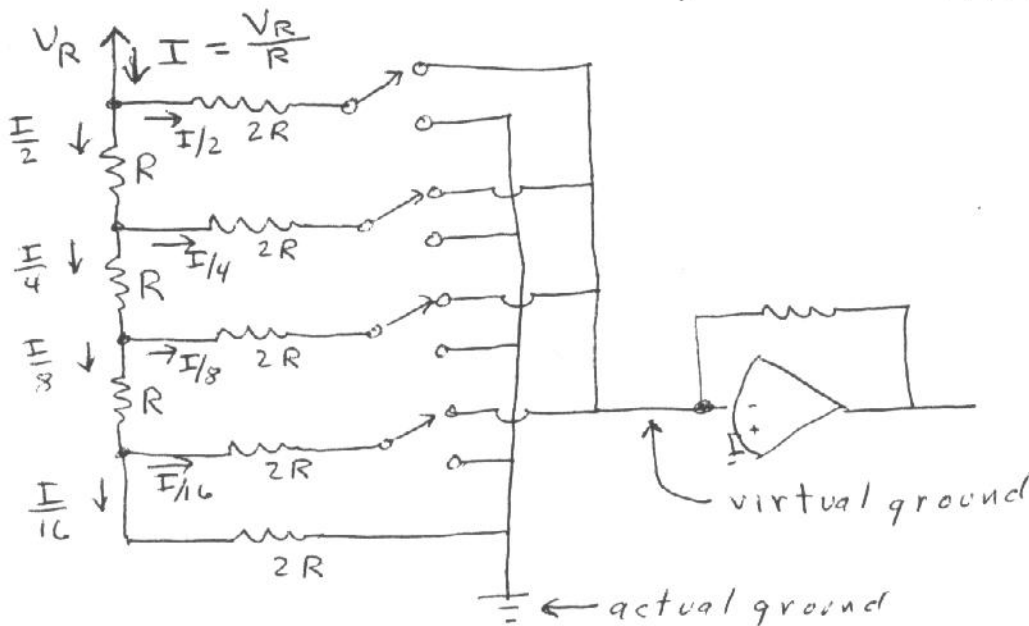 V_R I = V_R/R
I/2 I/2 2R
R
I/4 I/4 2R
R
I/8 I/8 2R
R
I/16 I/16 2R
-
+
virtual ground
2R
actual ground